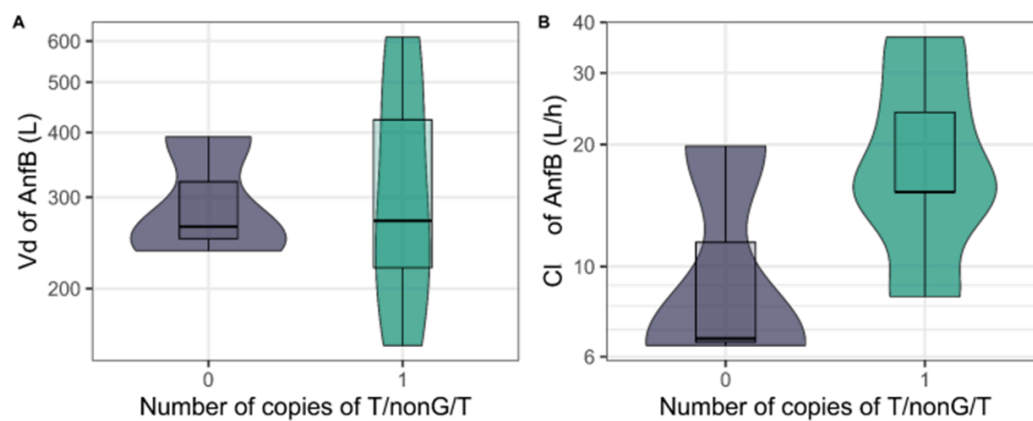 A
Vd of AnfB (L)
600
500
400
300
200
0
1
Number of copies of T/nonG/T
B
Cl of AnfB (L/h)
40
30
20
10
6
0
1
Number of copies of T/nonG/T